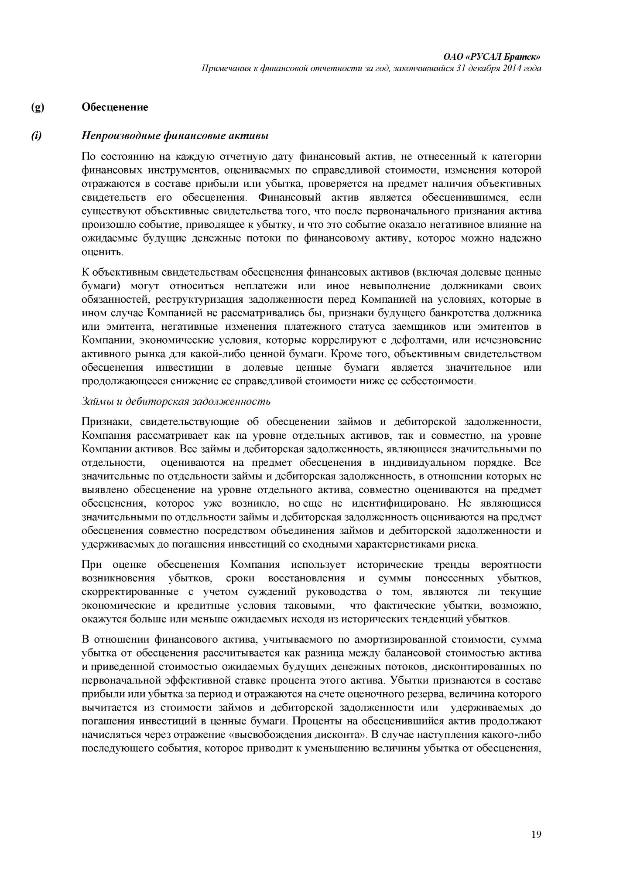 ОАО «РУСАЛ Братск»
Примечания к финансовой отчетности за год, закончившийся 31 декабря 2014 года
(g) Обесценение
(i) Непроизводные финансовые активы
По состоянию на каждую отчетную дату финансовый актив, не отнесенный к категории
финансовых инструментов, оцениваемых по справедливой стоимости, изменения которой
отражаются в составе прибыли или убытка, проверяется на предмет наличия объективных
свидетельств его обесценения. Финансовый актив является обесценившимся, если
существуют объективные свидетельства того, что после первоначального признания актива
произошло событие, приводящее к убытку, и что это событие оказало негативное влияние на
ожидаемые будущие денежные потоки по финансовому активу, которое можно надежно
оценить.
К объективным свидетельствам обесценения финансовых активов (включая долевые ценные
бумаги) могут относиться неплатежи или иное невыполнение должниками своих
обязанностей, реструктуризация задолженности перед Компанией на условиях, которые в
ином случае Компанией не рассматривались бы, признаки будущего банкротства должника
или эмитента, негативные изменения платежного статуса заемщиков или эмитентов в
Компании, экономические условия, которые коррелируют с дефолтами, или исчезновение
активного рынка для какой-либо ценной бумаги. Кроме того, объективным свидетельством
обесценения инвестиции в долевые ценные бумаги является значительное или
продолжающееся снижение ее справедливой стоимости ниже ее себестоимости.
Займы и дебиторская задолженность
Признаки, свидетельствующие об обесценении займов и дебиторской задолженности,
Компания рассматривает как на уровне отдельных активов, так и совместно, на уровне
Компании активов. Все займы и дебиторская задолженность, являющиеся значительными по
отдельности, оцениваются на предмет обесценения в индивидуальном порядке. Все
значительные по отдельности займы и дебиторская задолженность, в отношении которых не
выявлено обесценение на уровне отдельного актива, совместно оцениваются на предмет
обесценения, которое уже возникло, но еще не идентифицировано. Не являющиеся
значительными по отдельности займы и дебиторская задолженность оцениваются на предмет
обесценения совместно посредством объединения займов и дебиторской задолженности и
удерживаемых до погашения инвестиций со сходными характеристиками риска.
При оценке обесценения Компания использует исторические тренды вероятности
возникновения убытков, сроки восстановления и суммы понесенных убытков,
скорректированные с учетом суждений руководства о том, являются ли текущие
экономические и кредитные условия таковыми, что фактические убытки, возможно,
окажутся больше или меньше ожидаемых исходя из исторических тенденций убытков.
В отношении финансового актива, учитываемого по амортизированной стоимости, сумма
убытка от обесценения рассчитывается как разница между балансовой стоимостью актива
и приведенной стоимостью ожидаемых будущих денежных потоков, дисконтированных по
первоначальной эффективной ставке процента этого актива. Убытки признаются в составе
прибыли или убытка за период и отражаются на счете оценочного резерва, величина которого
вычитается из стоимости займов и дебиторской задолженности или удерживаемых до
погашения инвестиций в ценные бумаги. Проценты на обесценившийся актив продолжают
начисляться через отражение «высвобождения дисконта». В случае наступления какого-либо
последующего события, которое приводит к уменьшению величины убытка от обесценения,
19